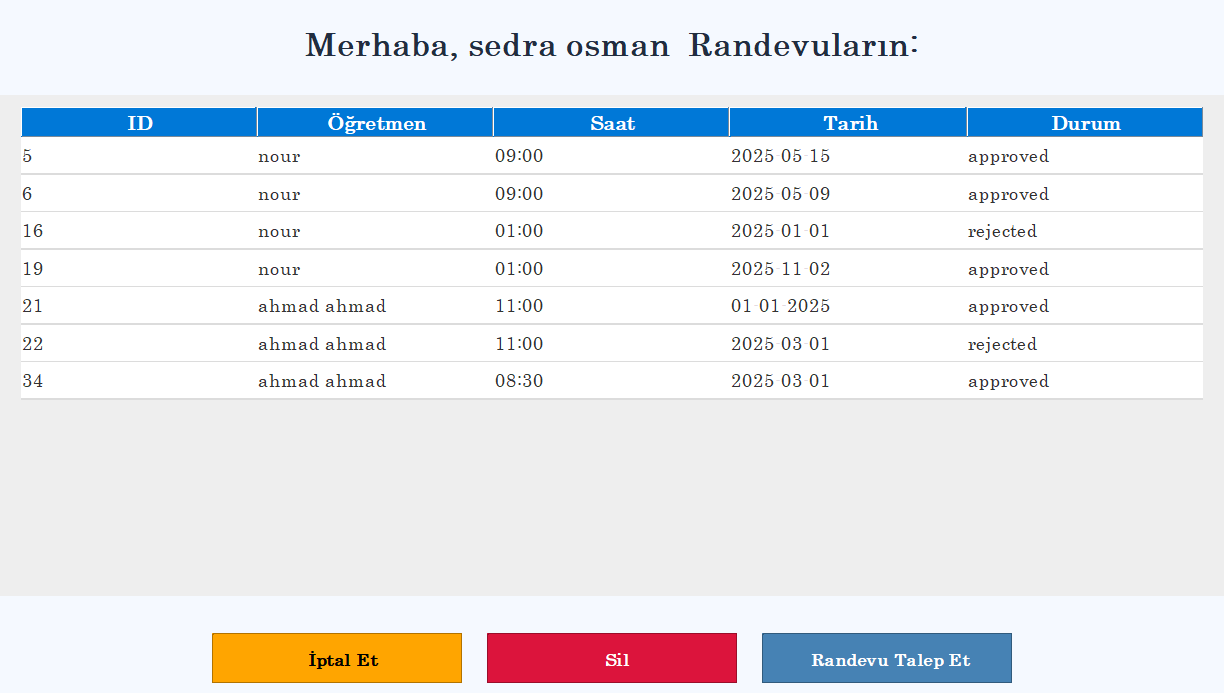 Merhaba, sedra osman  Randevuların:
ID Öğretmen Saat Tarih Durum
5 nour 09:00 2025-05-15 approved
6 nour 09:00 2025-05-09 approved
16 nour 01:00 2025-01-01 rejected
19 nour 01:00 2025-11-02 approved
21 ahmad ahmad 11:00 01-01-2025 approved
22 ahmad ahmad 11:00 2025-03-01 rejected
34 ahmad ahmad 08:30 2025-03-01 approved
İptal Et Sil Randevu Talep Et